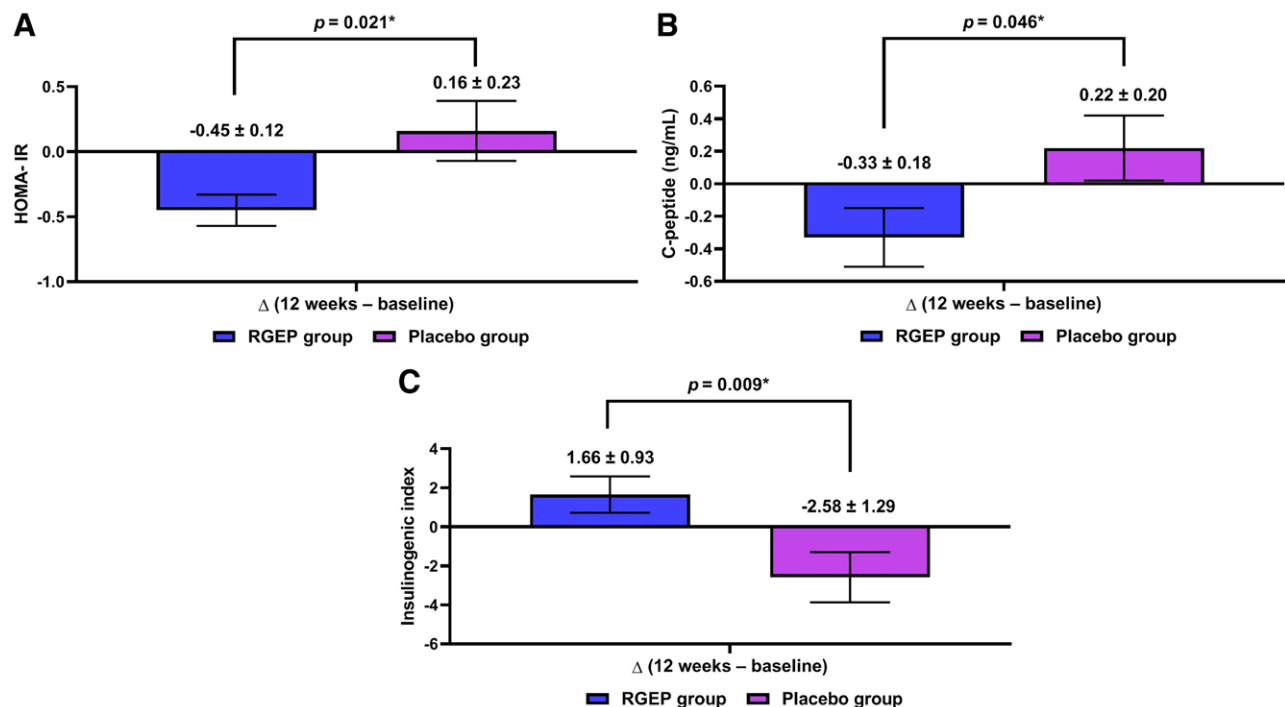 A
p = 0.021*
0.16 ± 0.23
-0.45 ± 0.12
HOMA- IR
0.5
0.0
-0.5
-1.0
Δ (12 weeks – baseline)
RGEP group
Placebo group
B
p = 0.046*
0.22 ± 0.20
-0.33 ± 0.18
C-peptide (ng/mL)
0.6
0.4
0.2
0.0
-0.2
-0.4
-0.6
Δ (12 weeks – baseline)
RGEP group
Placebo group
C
p = 0.009*
1.66 ± 0.93
-2.58 ± 1.29
Insulinogenic index
4
2
0
-2
-4
-6
Δ (12 weeks – baseline)
RGEP group
Placebo group